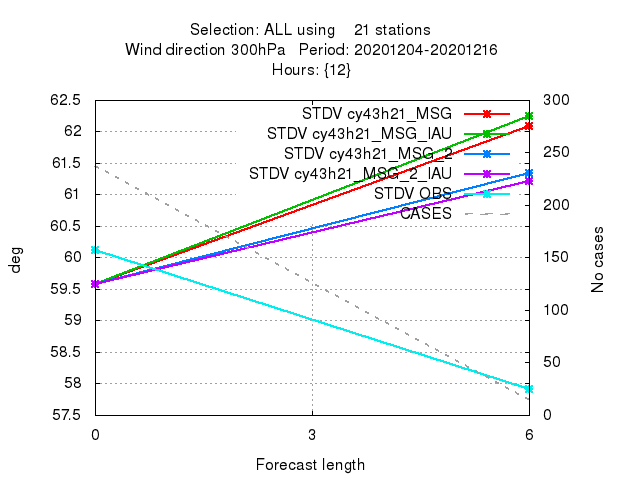 Selection: ALL using    21 stations
Wind direction 300hPa   Period: 20201204-20201216
Hours: {12}
STDV cy43h21_MSG
STDV cy43h21_MSG_IAU
STDV cy43h21_MSG_2
STDV cy43h21_MSG_2_IAU
STDV OBS
CASES
62.5
62
61.5
61
60.5
60
59.5
59
58.5
58
57.5
deg
300
250
200
150
100
50
0
No cases
0 3 6
Forecast length